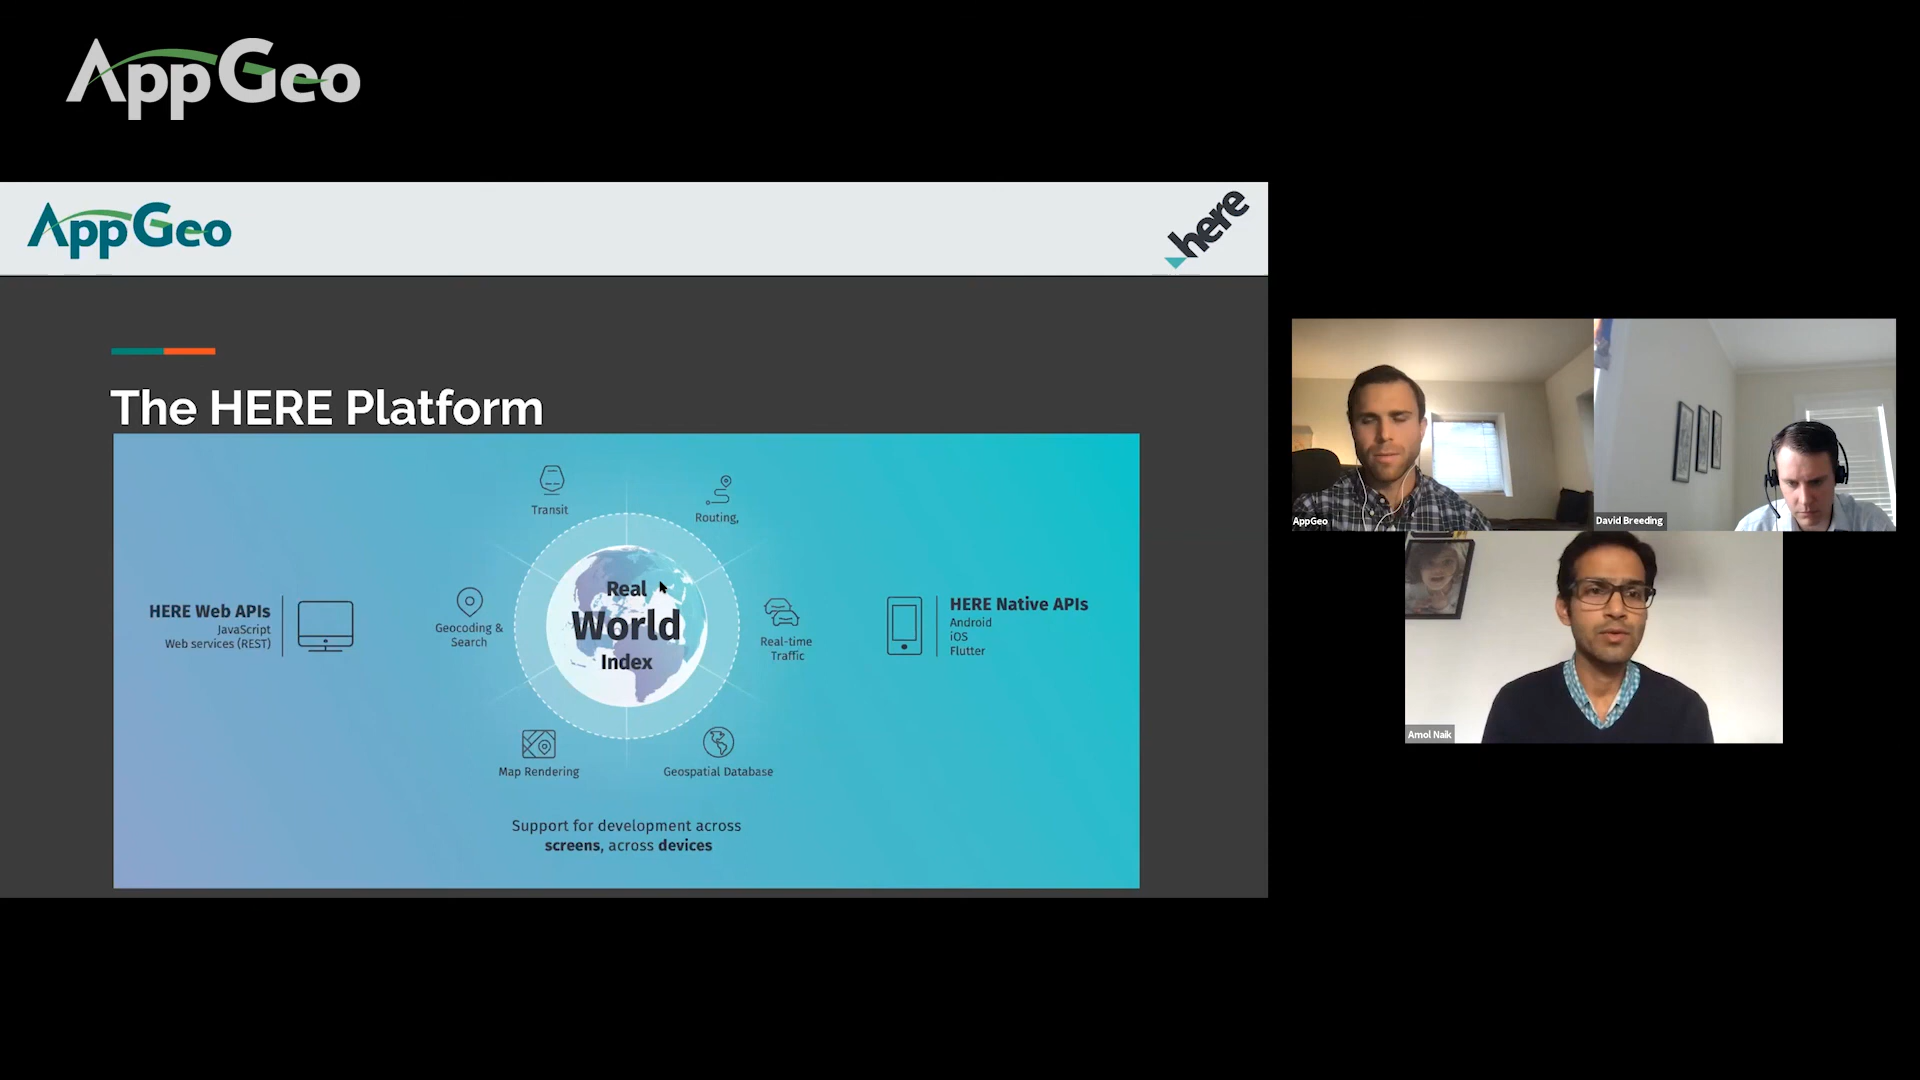 AppGeo
AppGeo
here
The HERE Platform
Transit
Routing,
HERE Web APIs
JavaScript
Web services (REST)
Geocoding &
Search
Real
World
Index
Real-time
Traffic
HERE Native APIs
Android
iOS
Flutter
Map Rendering
Geospatial Database
Support for development across
screens, across devices
AppGeo
David Breeding
Amol Naik